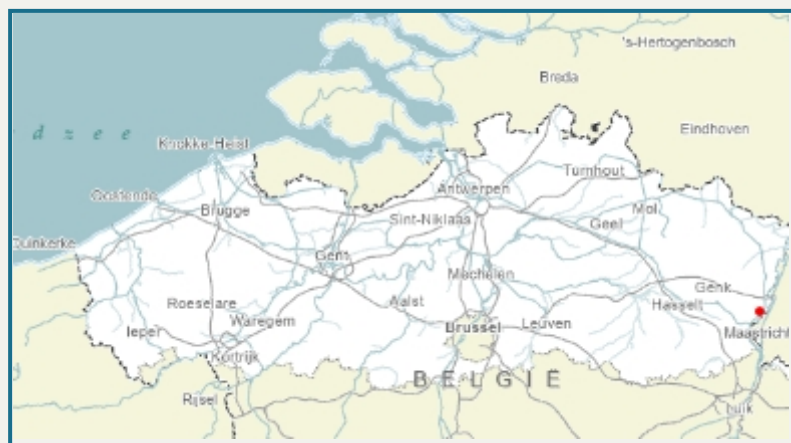 's-Hertogenbosch
Breda
Eindhoven
d z e e
Knokke-Heist
Turnhout
Antwerpen
Oostende
Mol
Brugge
Sint-Niklaas
Geel
Duinkerke
Gent
Mechelen
Genk
Roeselare
Aalst
Hasselt
Ieper
Waregem
Brussel
Leuven
Maastricht
Kortrijk
BELGIË
Rijsel
Luik